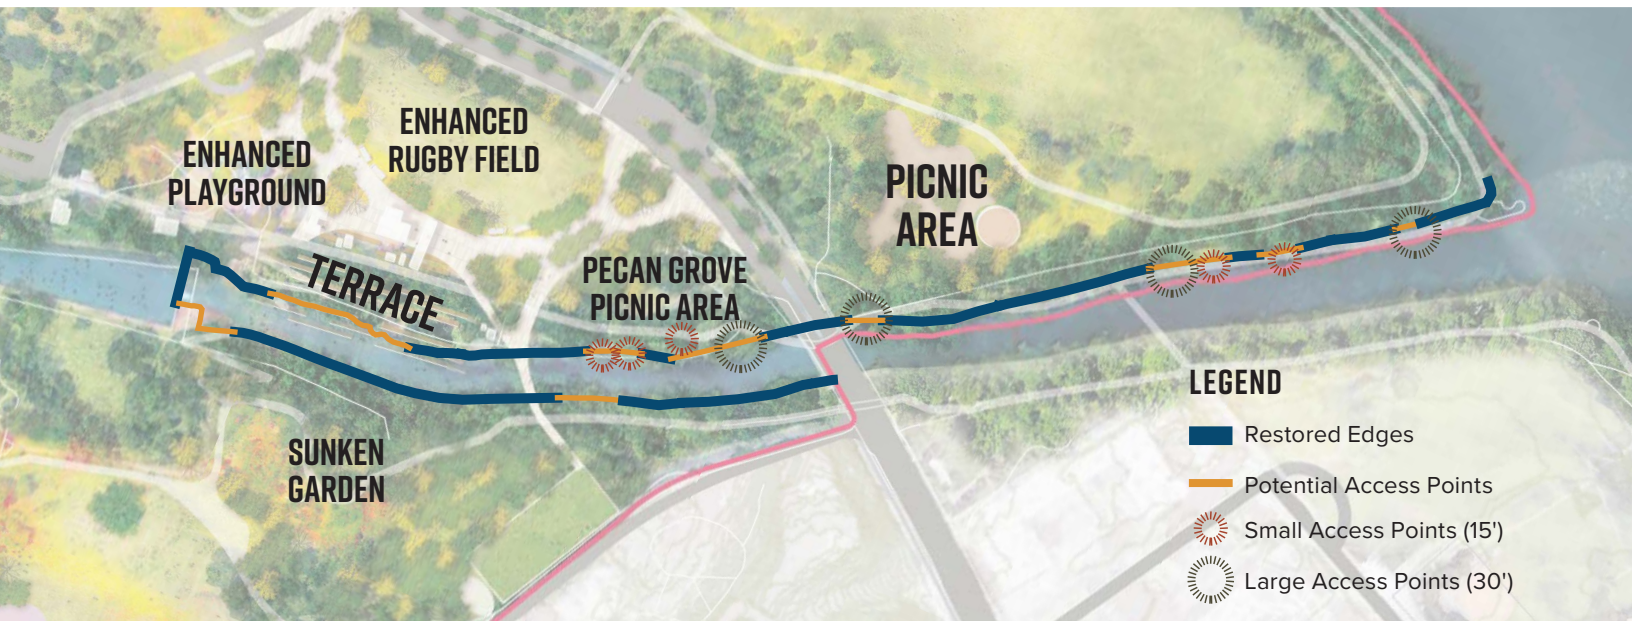 ENHANCED
RUGBY FIELD
ENHANCED
PLAYGROUND
PICNIC
AREA
TERRACE
PECAN GROVE
PICNIC AREA
SUNKEN
GARDEN
LEGEND
Restored Edges
Potential Access Points
Small Access Points (15')
Large Access Points (30')